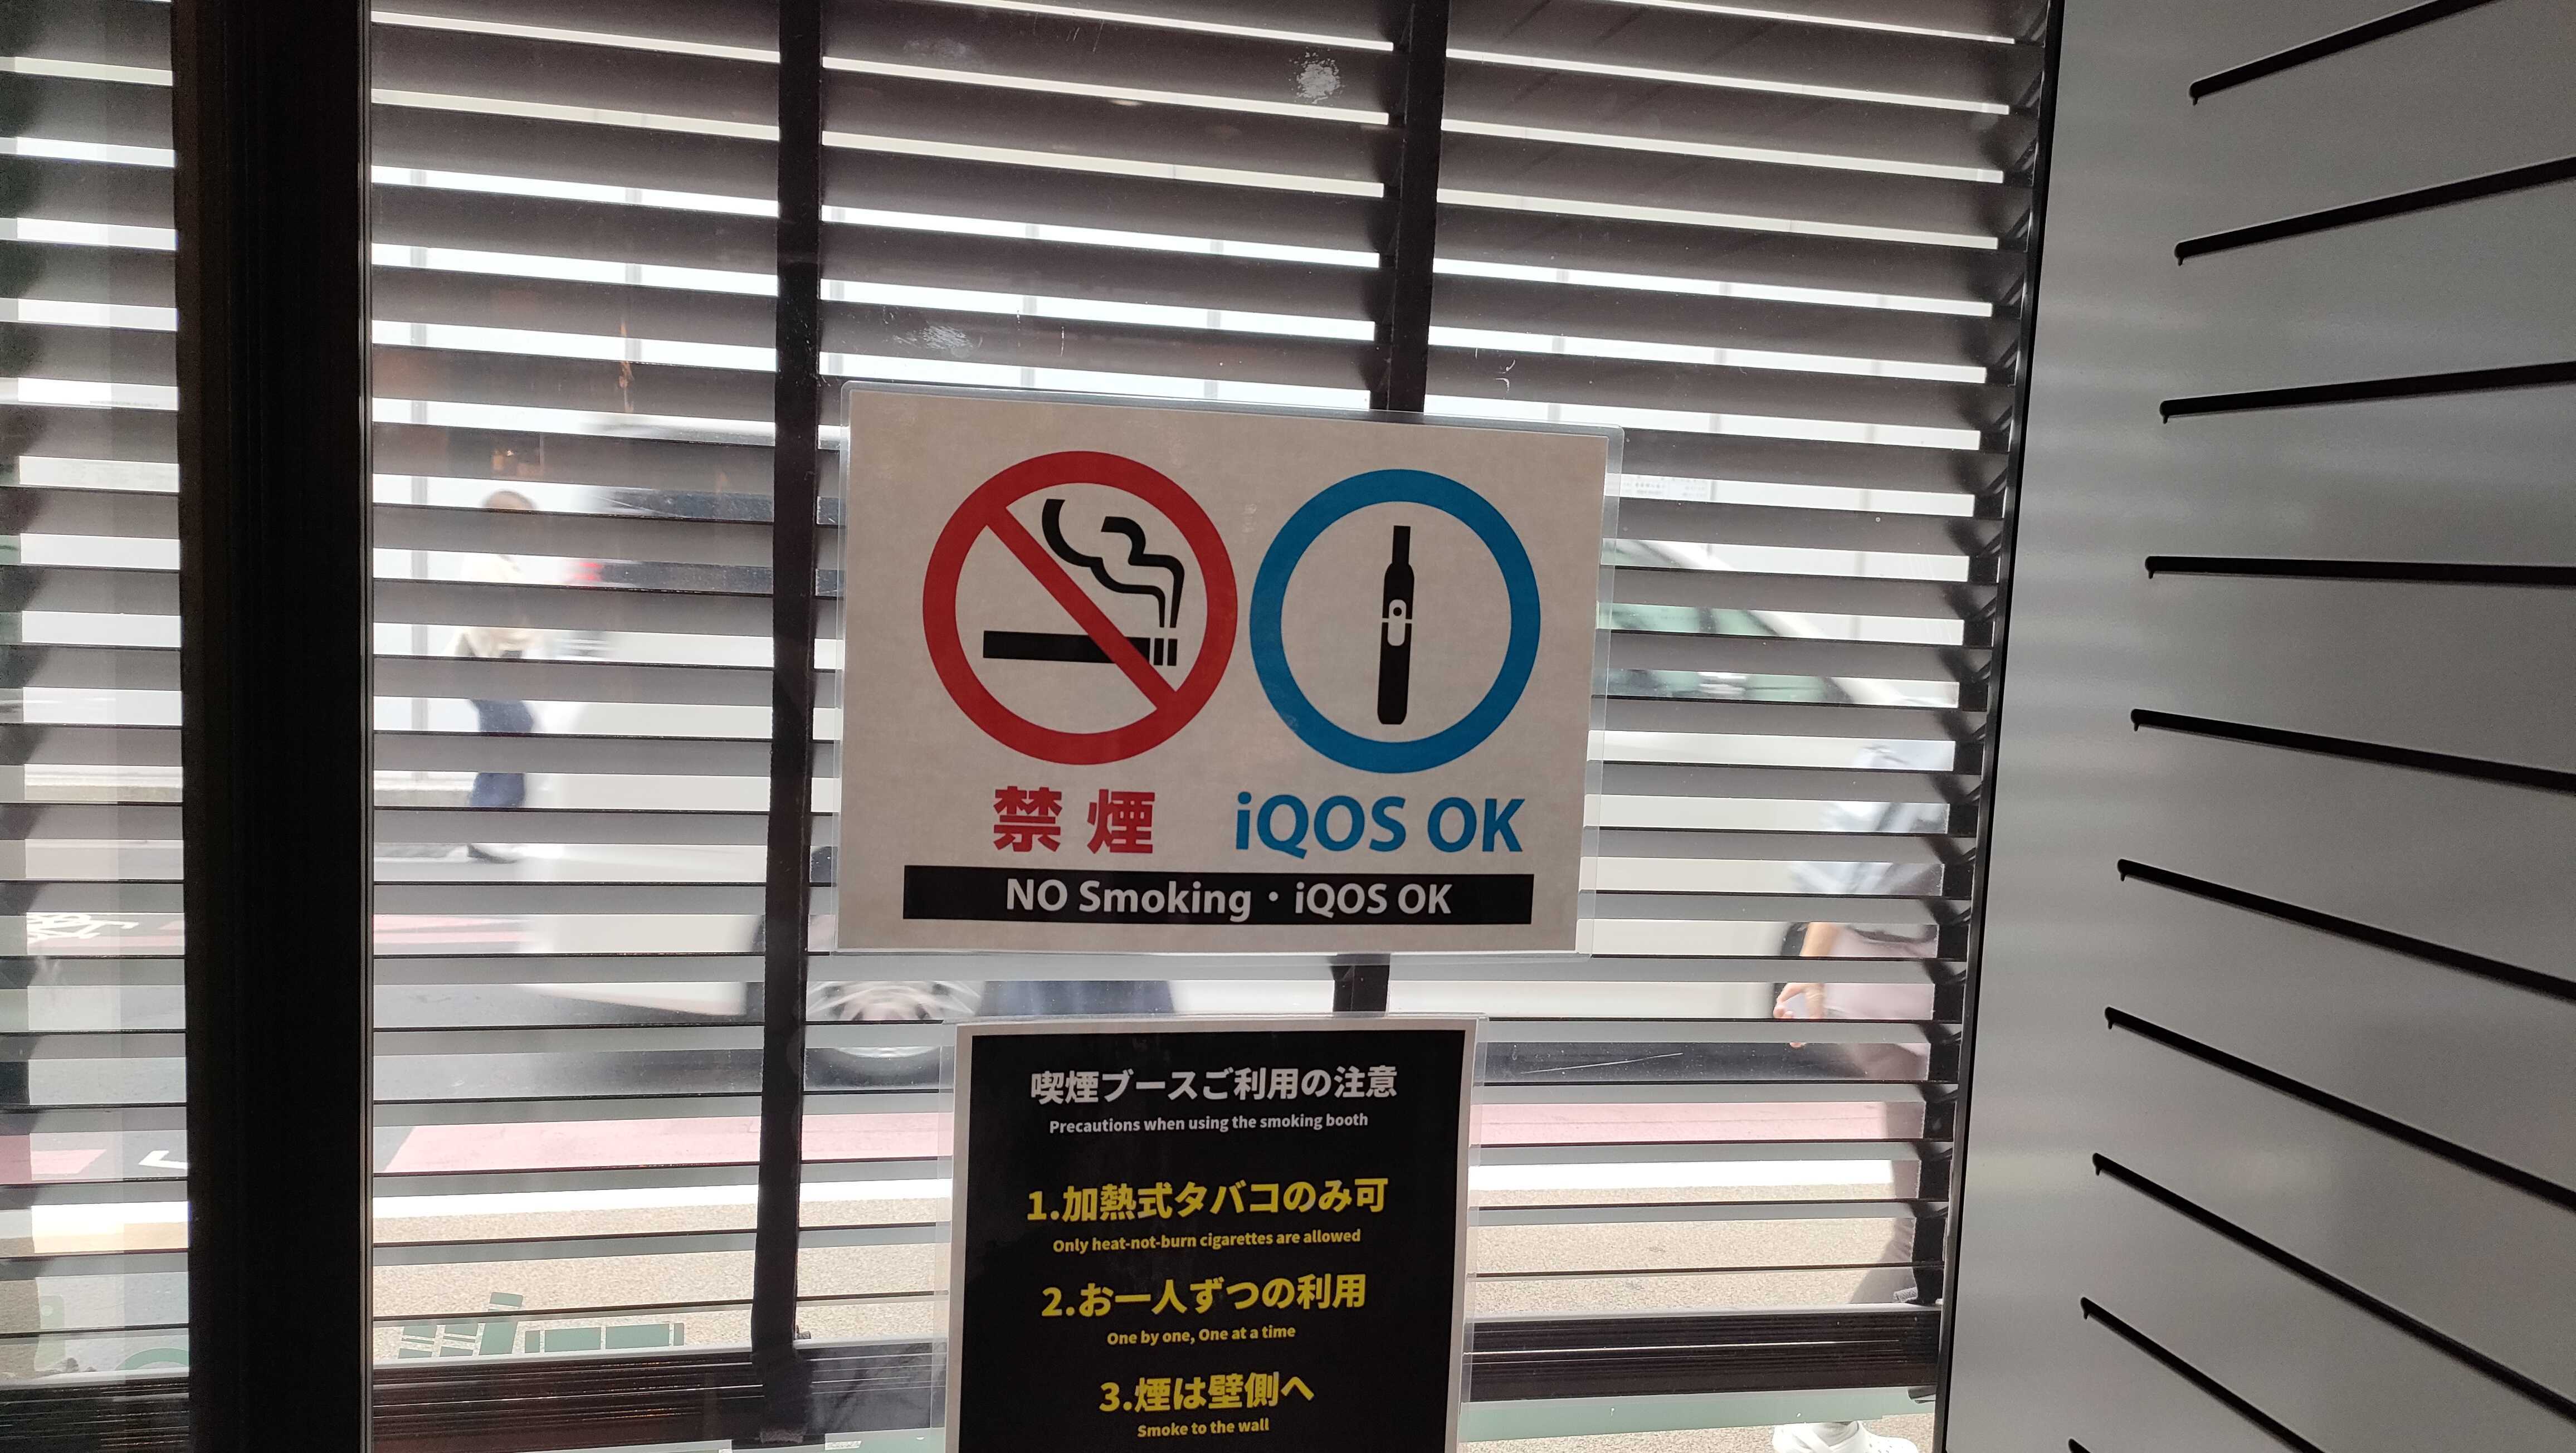 禁煙 iQOS OK
NO Smoking・iQOS OK
喫煙ブースご利用の注意
Precautions when using the smoking booth
1.加熱式タバコのみ可
Only heat-not-burn cigarettes are allowed
2.お一人ずつの利用
One by one, One at a time
3.煙は壁側へ
Smoke to the wall